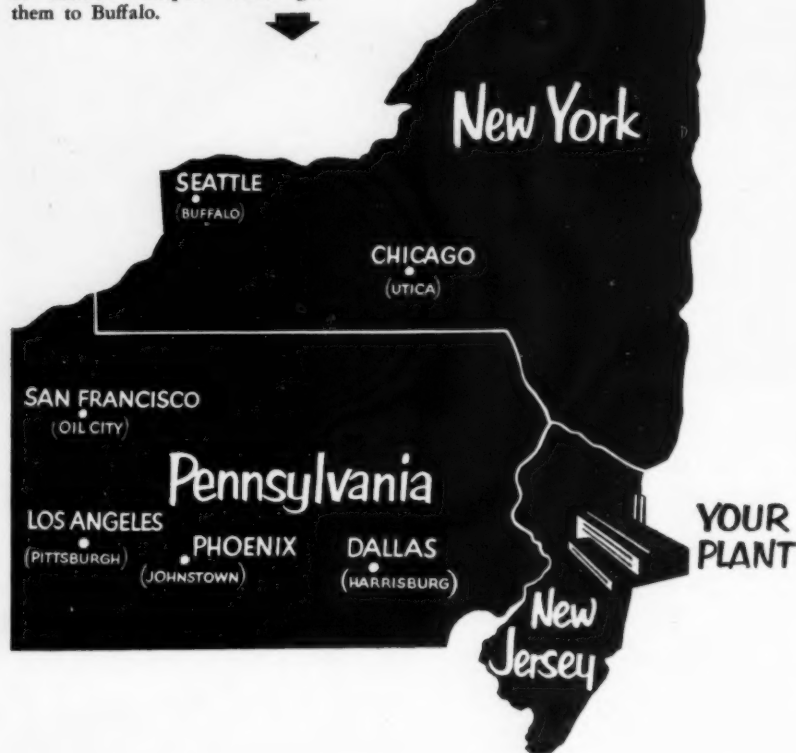 them to Buffalo.
New York
SEATTLE
(BUFFALO)
CHICAGO
(UTICA)
SAN FRANCISCO
(OIL CITY)
Pennsylvania
LOS ANGELES
(PITTSBURGH)
PHOENIX
(JOHNSTOWN)
DALLAS
(HARRISBURG)
YOUR
PLANT
New
Jersey